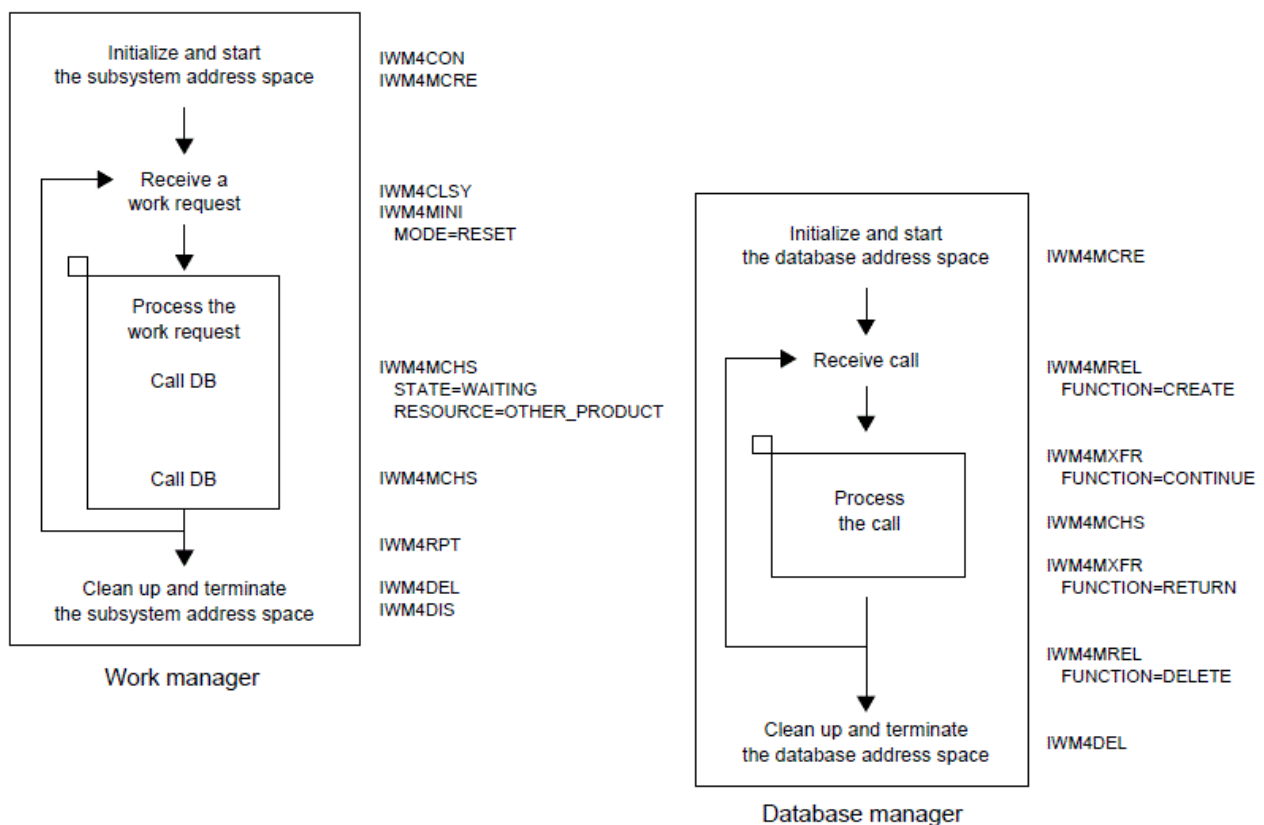 Initialize and start
the subsystem address space
IWM4CON
IWM4MCRE
Receive a
work request
IWM4CLSY
IWM4MINI
MODE=RESET
Process the
work request
Call DB
IWM4MCHS
STATE=WAITING
RESOURCE=OTHER_PRODUCT
Call DB
IWM4MCHS
IWM4RPT
Clean up and terminate
the subsystem address space
IWM4DEL
IWM4DIS
Work manager
Initialize and start
the database address space
IWM4MCRE
Receive call
IWM4MREL
FUNCTION=CREATE
IWM4MXFR
FUNCTION=CONTINUE
Process
the call
IWM4MCHS
IWM4MXFR
FUNCTION=RETURN
IWM4MREL
FUNCTION=DELETE
Clean up and terminate
the database address space
IWM4DEL
Database manager